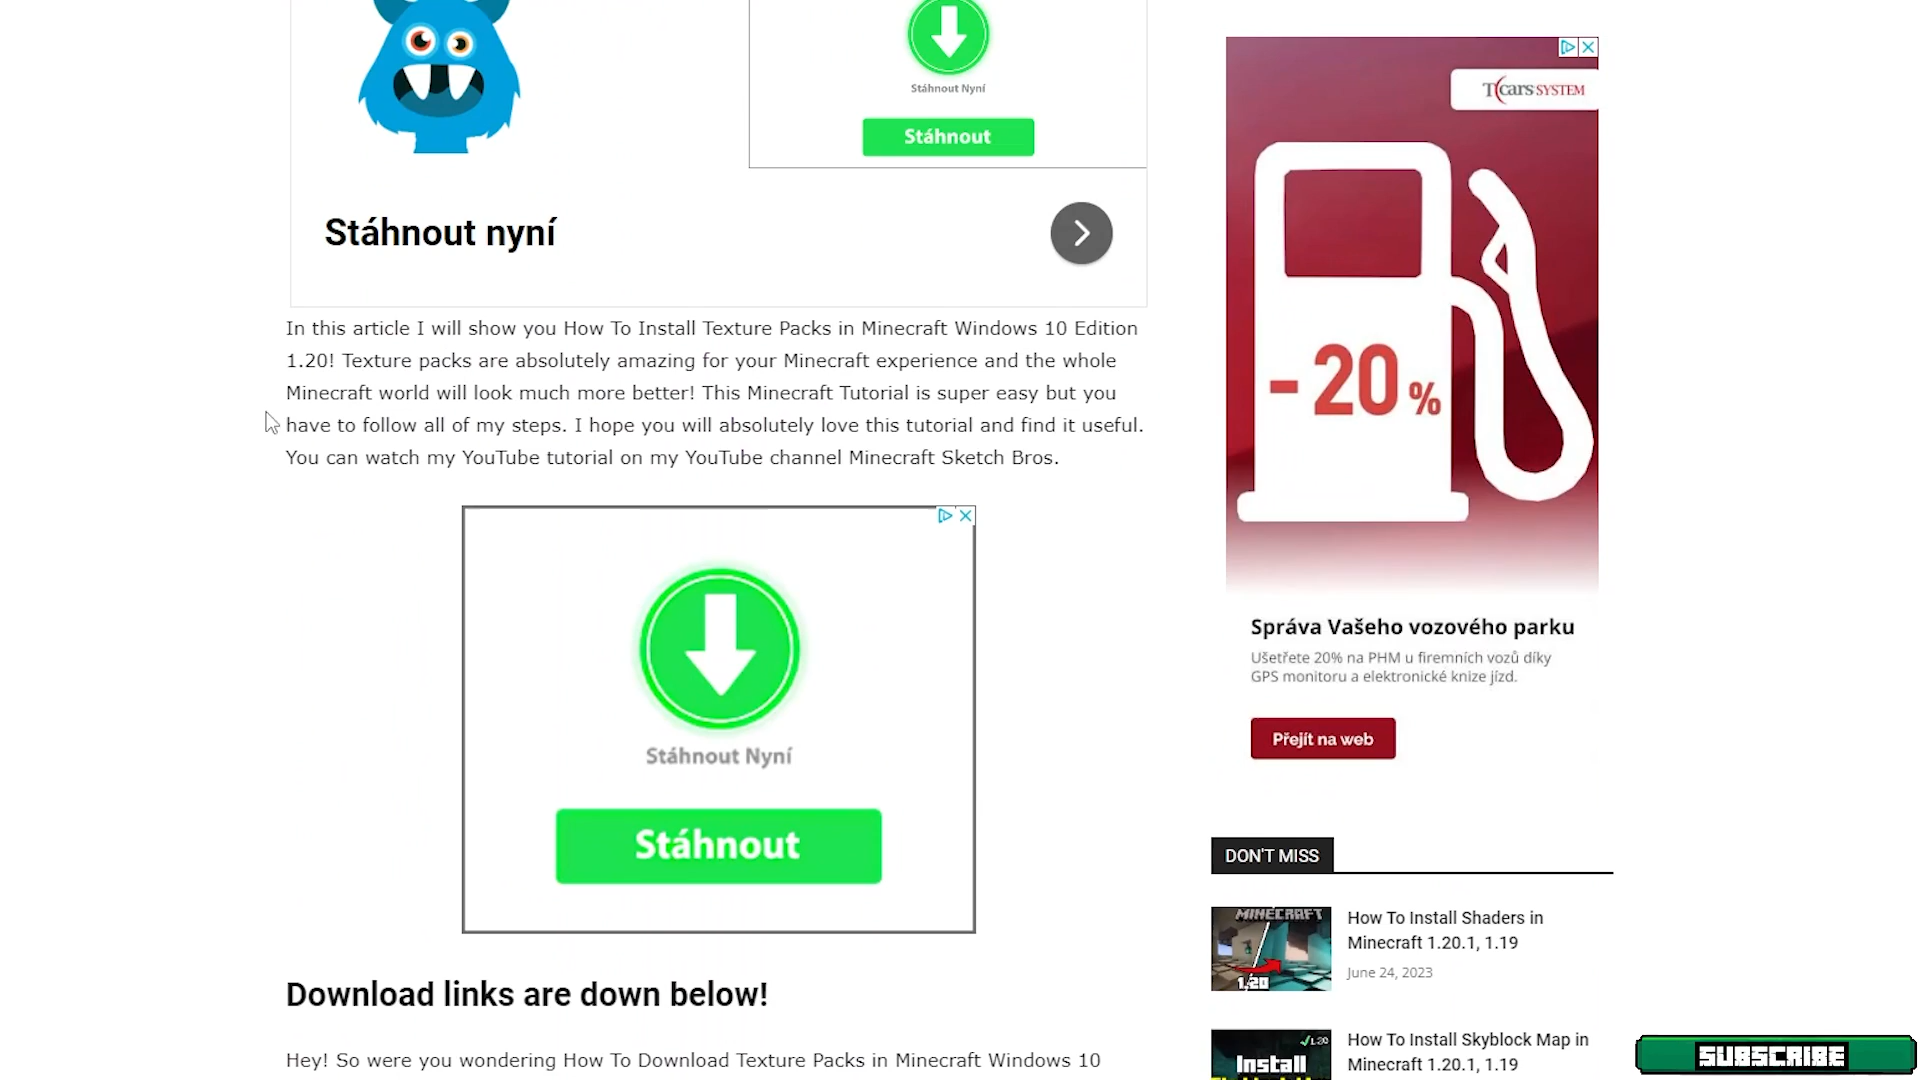 Stáhnout Nyní
Stáhnout
Stáhnout nyní
In this article I will show you How To Install Texture Packs in Minecraft Windows 10 Edition
1.20! Texture packs are absolutely amazing for your Minecraft experience and the whole
Minecraft world will look much more better! This Minecraft Tutorial is super easy but you
have to follow all of my steps. I hope you will absolutely love this tutorial and find it useful.
You can watch my YouTube tutorial on my YouTube channel Minecraft Sketch Bros.
Stáhnout Nyní
Stáhnout
Download links are down below!
Hey! So were you wondering How To Download Texture Packs in Minecraft Windows 10
TCarsSYSTEM
- 20%
Správa Vašeho vozového parku
Ušetřete 20% na PHM u firemních vozů díky
GPS monitoru a elektronické knize jízd.
Přejít na web
DON'T MISS
MINECRAFT
1.20
How To Install Shaders in
Minecraft 1.20.1, 1.19
June 24, 2023
1.20
Install
How To Install Skyblock Map in
Minecraft 1.20.1, 1.19
SUBSCRIBE